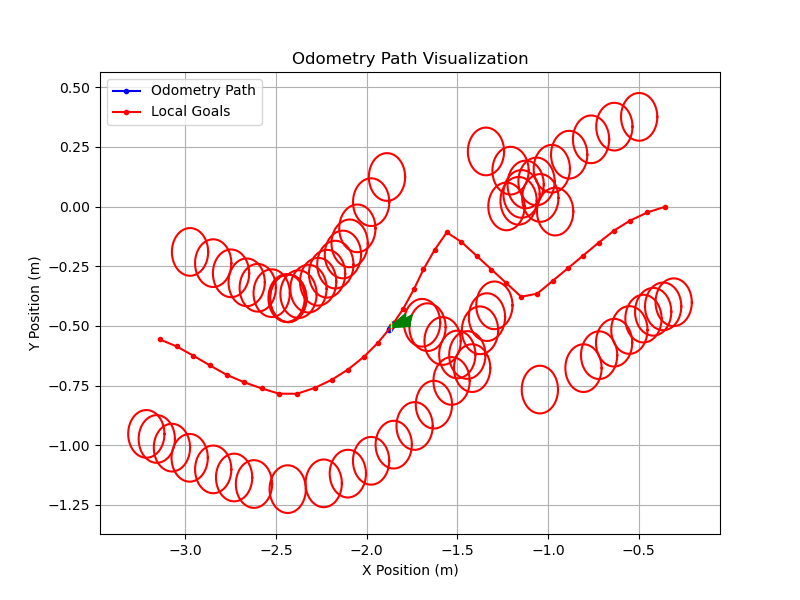 Odometry Path Visualization
Odometry Path
Local Goals
0.50
0.25
0.00
−0.25
−0.50
−0.75
−1.00
−1.25
Y Position (m)
−3.0 −2.5 −2.0 −1.5 −1.0 −0.5
X Position (m)